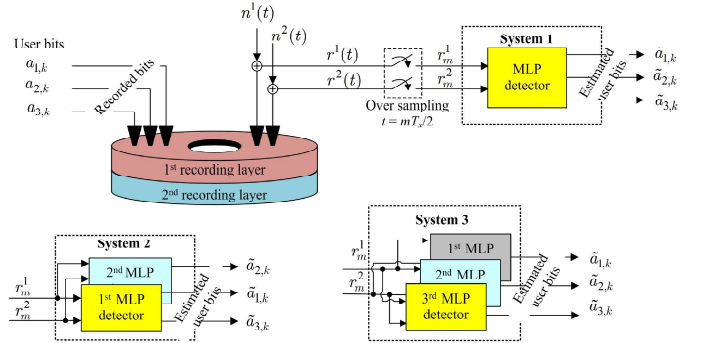 n¹(t)
n²(t)
User bits
a₁,ₖ
a₂,ₖ
a₃,ₖ
Recorded bits
r¹(t)
r²(t)
r¹ₘ
r²ₘ
Over sampling
t = mTₓ/2
System 1
MLP
detector
Estimated
user bits
ã₁,ₖ
ã₂,ₖ
ã₃,ₖ
1st recording layer
2nd recording layer
System 2
r¹ₘ
r²ₘ
2nd MLP
1st MLP
detector
Estimated
user bits
ã₂,ₖ
ã₁,ₖ
ã₃,ₖ
System 3
r¹ₘ
r²ₘ
1st MLP
2nd MLP
3rd MLP
detector
Estimated
user bits
ã₁,ₖ
ã₂,ₖ
ã₃,ₖ